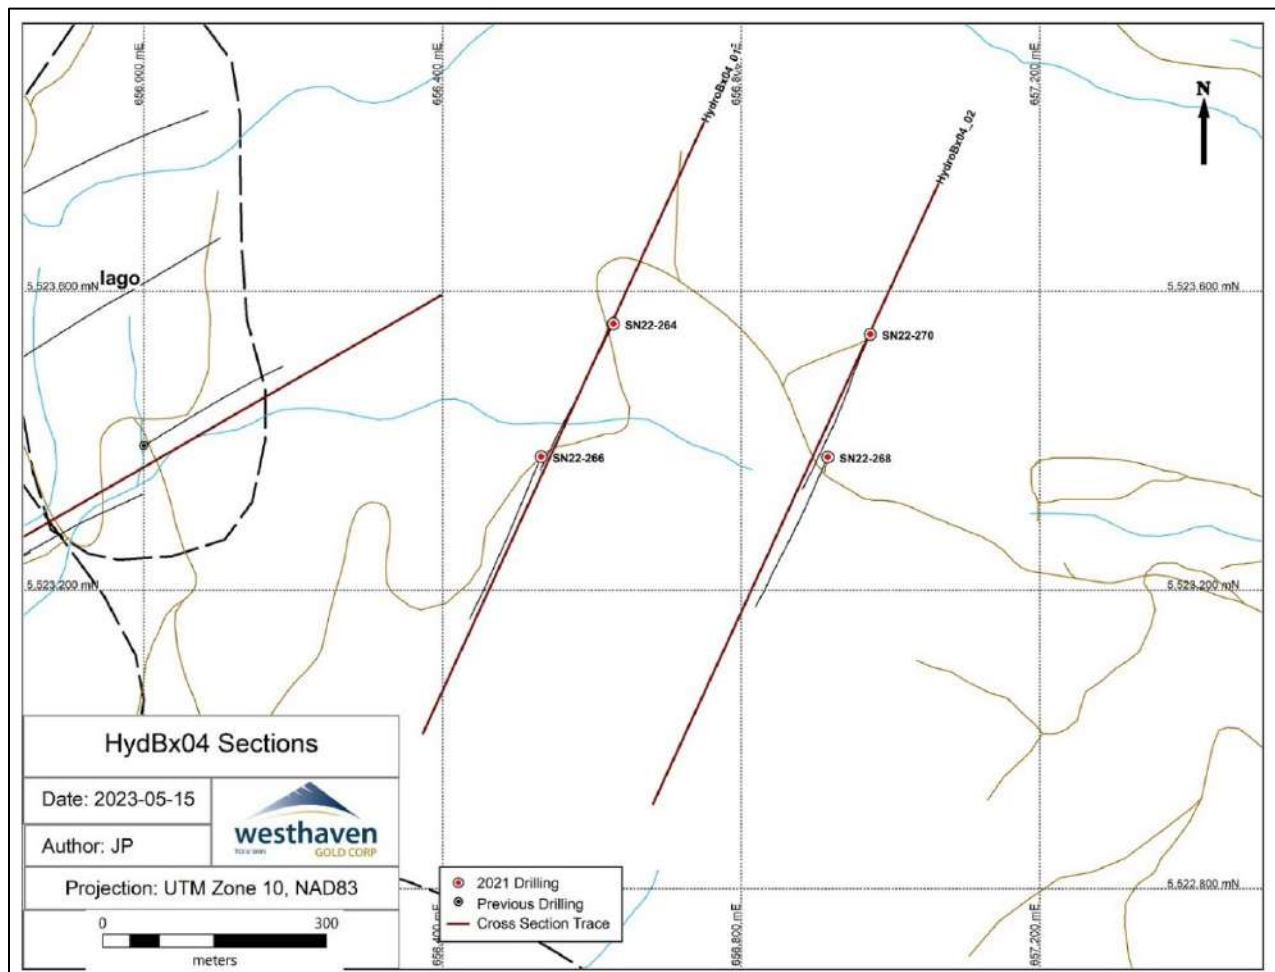 656,000 mE
656,400 mE
656,800 mE
657,200 mE
HydroBx04_01
HydroBx04_02
N
Iago
5,523,600 mN
5,523,600 mN
SN22-264
SN22-270
SN22-266
SN22-268
5,523,200 mN
5,523,200 mN
HydBx04 Sections
Date: 2023-05-15
Author: JP
westhaven
GOLD CORP
Projection: UTM Zone 10, NAD83
0 300
meters
2021 Drilling
Previous Drilling
Cross Section Trace
5,522,800 mN
656,400 mE
656,800 mE
657,200 mE